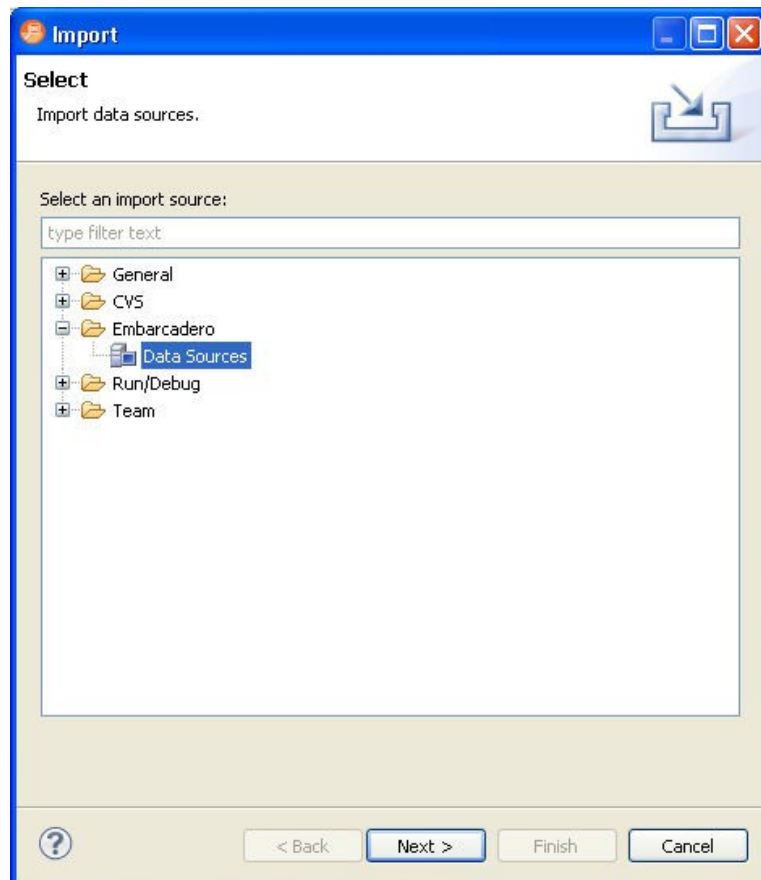 Import
Select
Import data sources.
Select an import source:
type filter text
General
CVS
Embarcadero
Data Sources
Run/Debug
Team
< Back Next > Finish Cancel